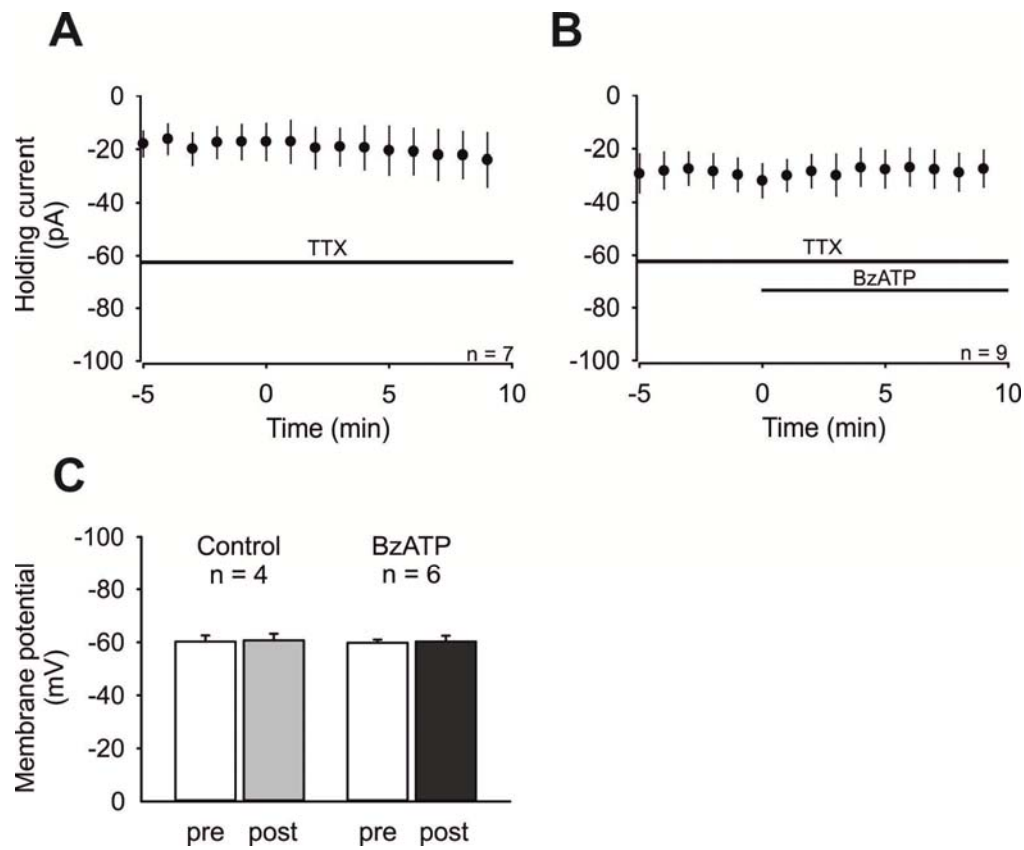 A
0
-20
-40
-60
-80
-100
Holding current
(pA)
TTX
n = 7
-5
0
5
10
Time (min)
B
0
-20
-40
-60
-80
-100
TTX
BzATP
n = 9
-5
0
5
10
Time (min)
C
-100
-80
-60
-40
-20
0
Membrane potential
(mV)
Control
n = 4
BzATP
n = 6
pre
post
pre
post